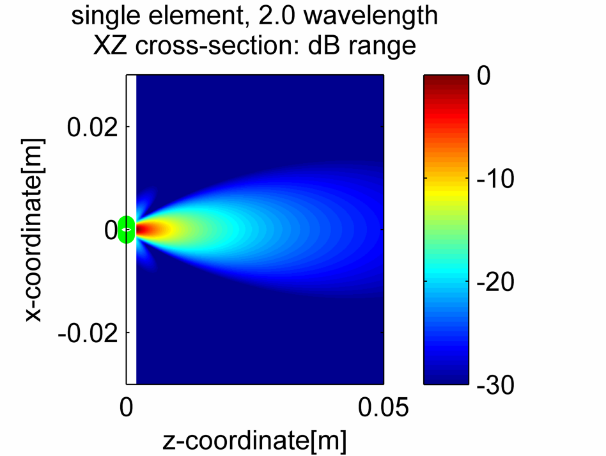 single element, 2.0 wavelength
XZ cross-section: dB range
0
0.02
-10
x-coordinate[m]
0
-20
-0.02
-30
0
0.05
z-coordinate[m]